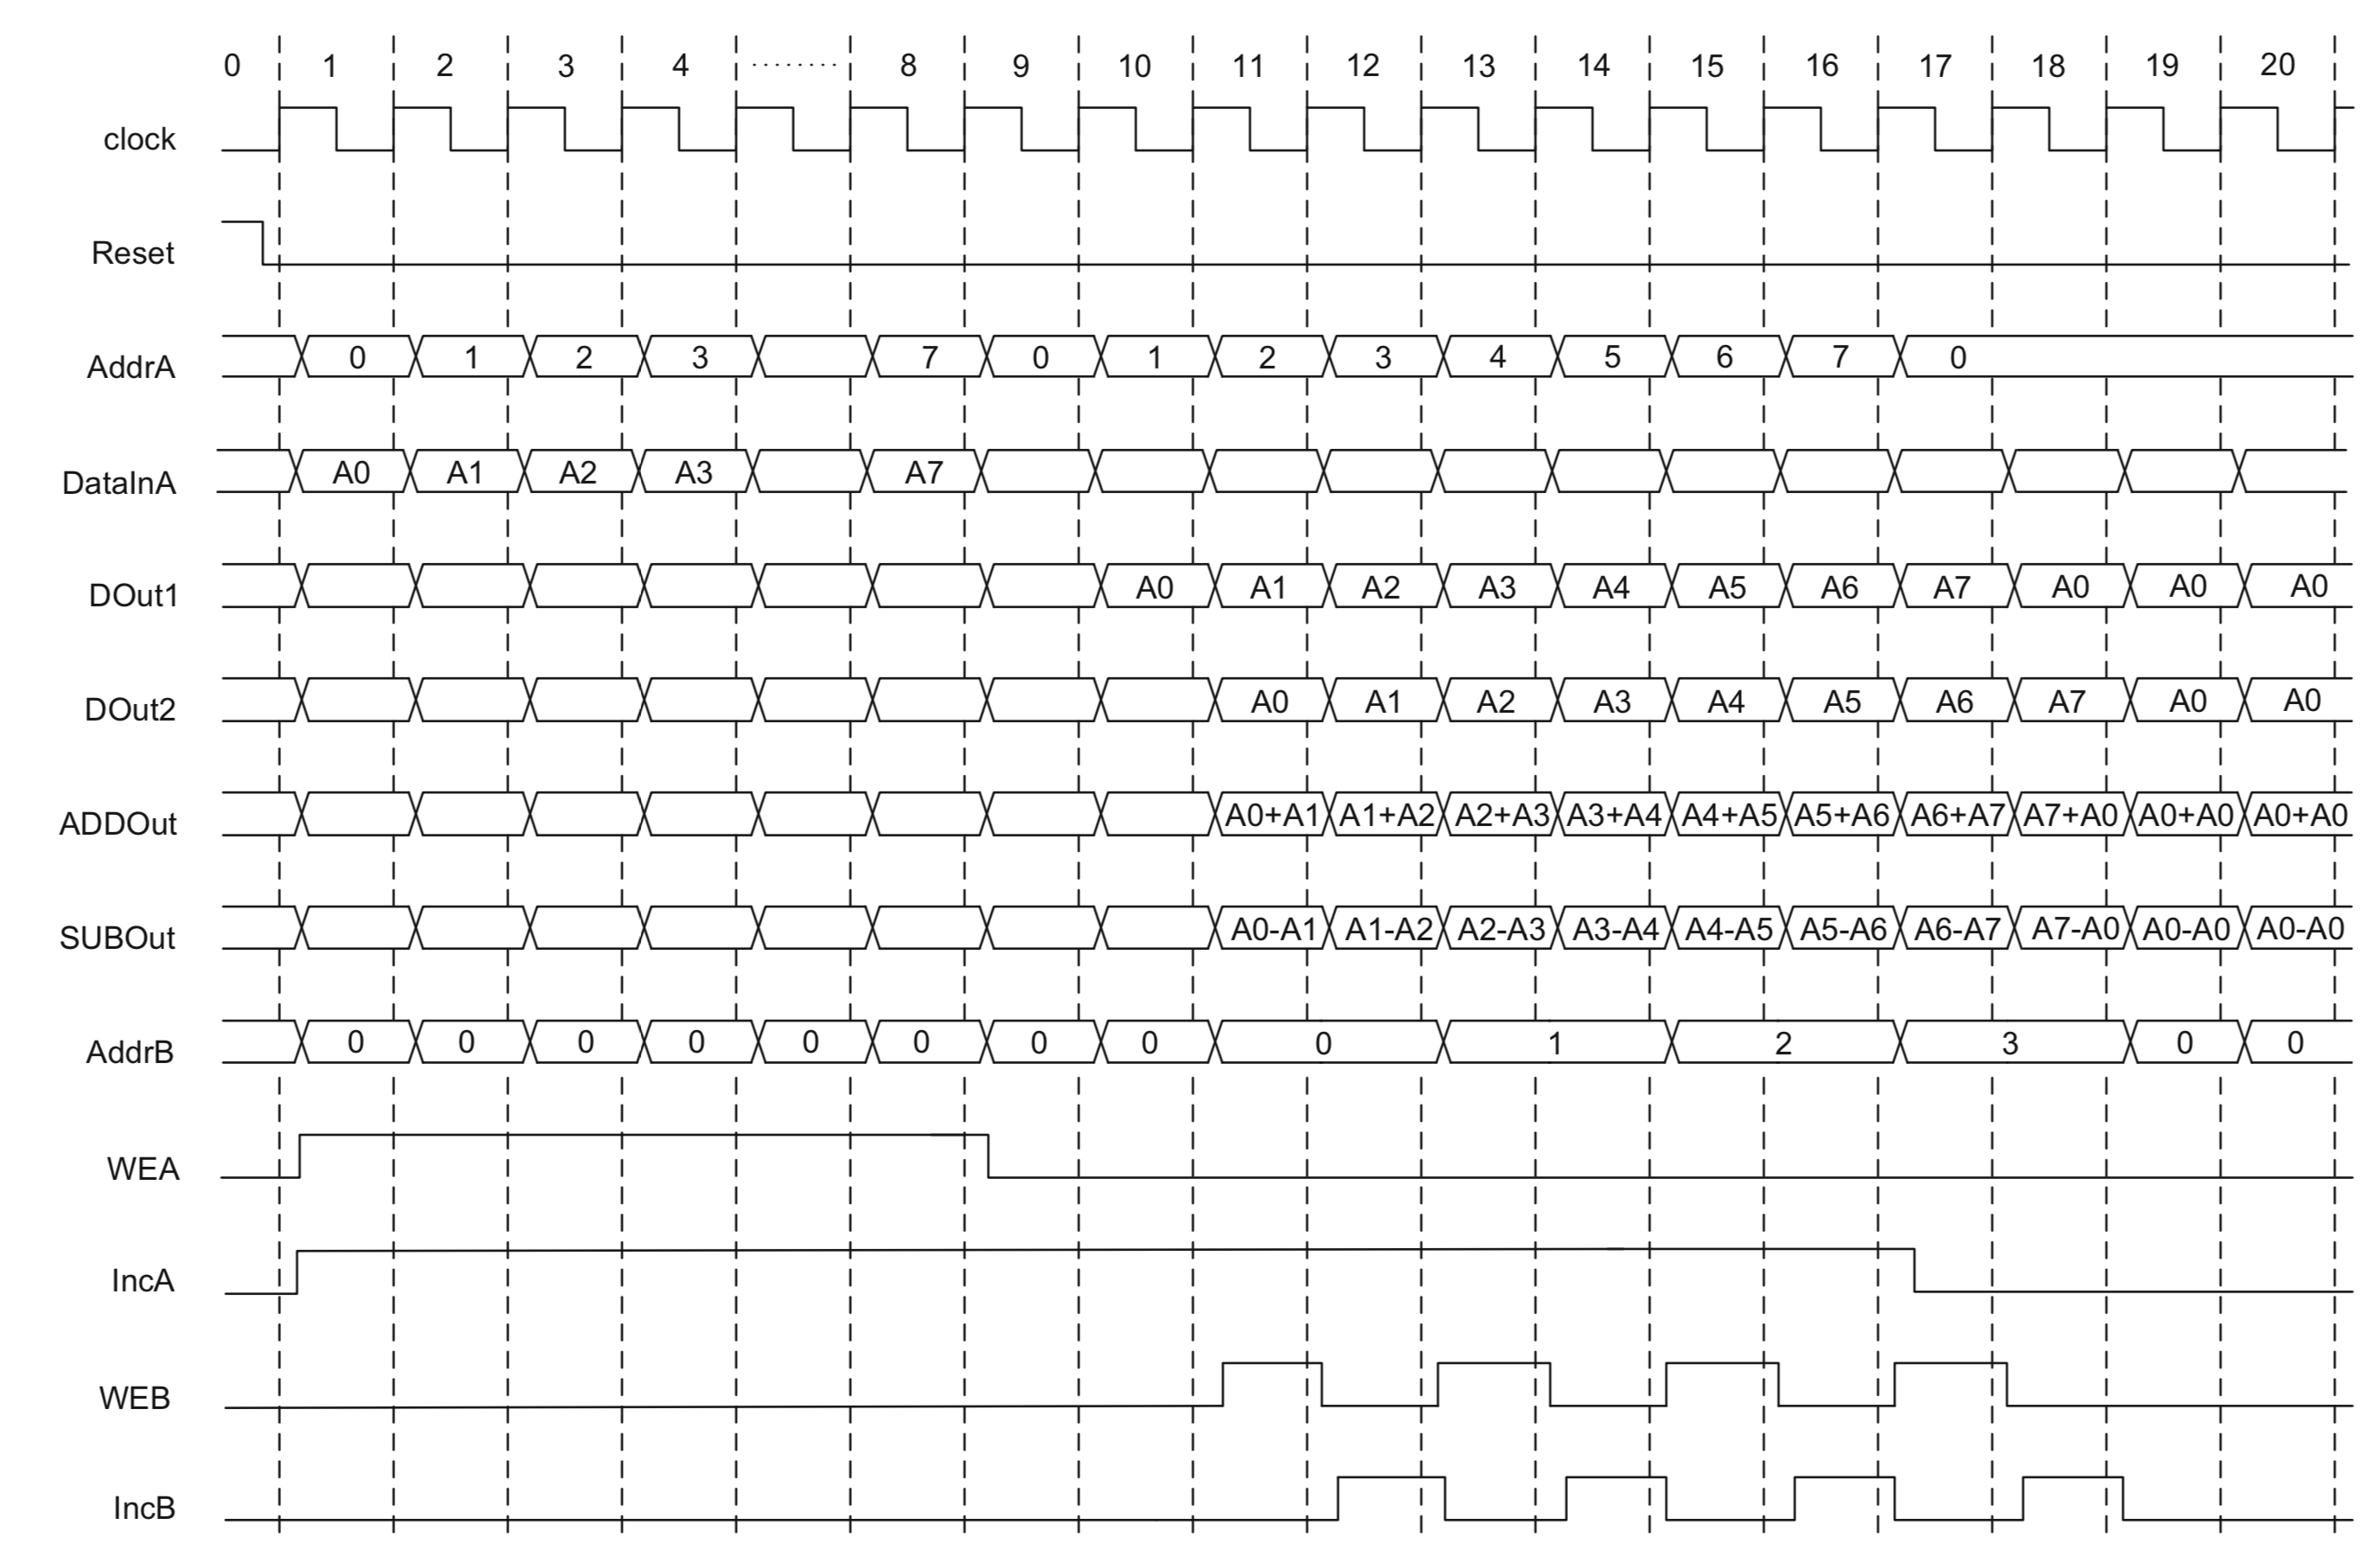 0 1 2 3 4 ........ 8 9 10 11 12 13 14 15 16 17 18 19 20
clock
Reset
AddrA 0 1 2 3 7 0 1 2 3 4 5 6 7 0
DataInA A0 A1 A2 A3 A7
DOut1 A0 A1 A2 A3 A4 A5 A6 A7 A0 A0 A0
DOut2 A0 A1 A2 A3 A4 A5 A6 A7 A0 A0
ADDOut A0+A1 A1+A2 A2+A3 A3+A4 A4+A5 A5+A6 A6+A7 A7+A0 A0+A0 A0+A0
SUBOut A0-A1 A1-A2 A2-A3 A3-A4 A4-A5 A5-A6 A6-A7 A7-A0 A0-A0 A0-A0
AddrB 0 0 0 0 0 0 0 0 0 1 2 3 0 0
WEA
IncA
WEB
IncB